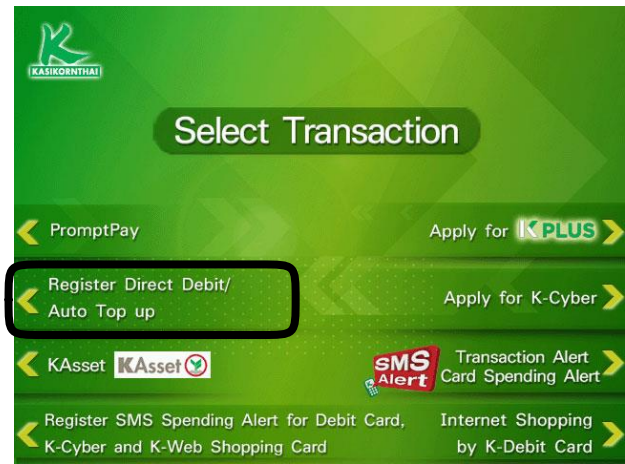 KASIKORNTHAI
Select Transaction
PromptPay
Apply for K PLUS
Register Direct Debit/
Auto Top up
Apply for K-Cyber
KAsset KAsset
SMS Alert
Transaction Alert
Card Spending Alert
Register SMS Spending Alert for Debit Card,
K-Cyber and K-Web Shopping Card
Internet Shopping
by K-Debit Card